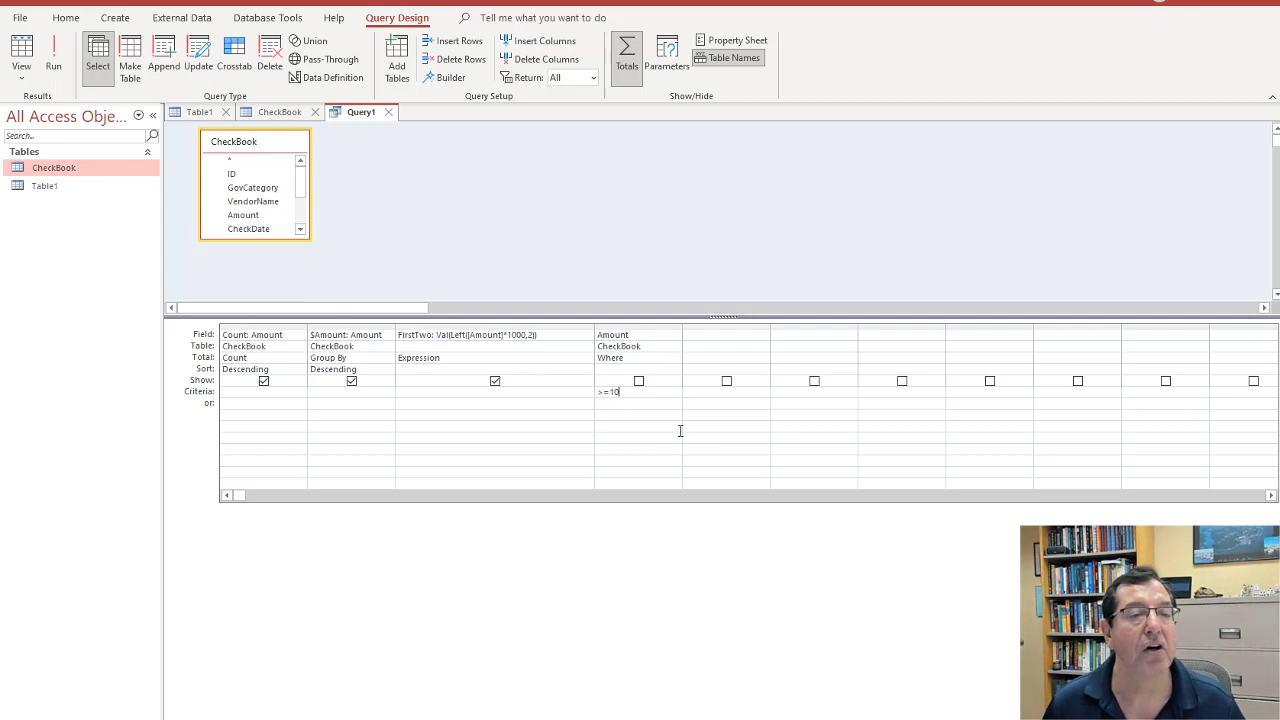 File Home Create External Data Database Tools Help Query Design Tell me what you want to do
View
Run
Select
Make Table
Append
Update
Crosstab
Delete
Union
Pass-Through
Data Definition
Add Tables
Insert Rows
Delete Rows
Builder
Insert Columns
Delete Columns
Return: All
Totals
Parameters
Property Sheet
Table Names
Results Query Type Query Setup Show/Hide
All Access Obje...
Search..
Tables
CheckBook
Table1
Table1 CheckBook Query1
CheckBook
*
ID
GovCategory
VendorName
Amount
CheckDate
Field: Count: Amount $Amount: Amount FirstTwo: Val(Left([Amount]*1000,2)) Amount
Table: CheckBook CheckBook CheckBook
Total: Count Group By Expression Where
Sort: Descending Descending
Show:
Criteria: >=10
or: